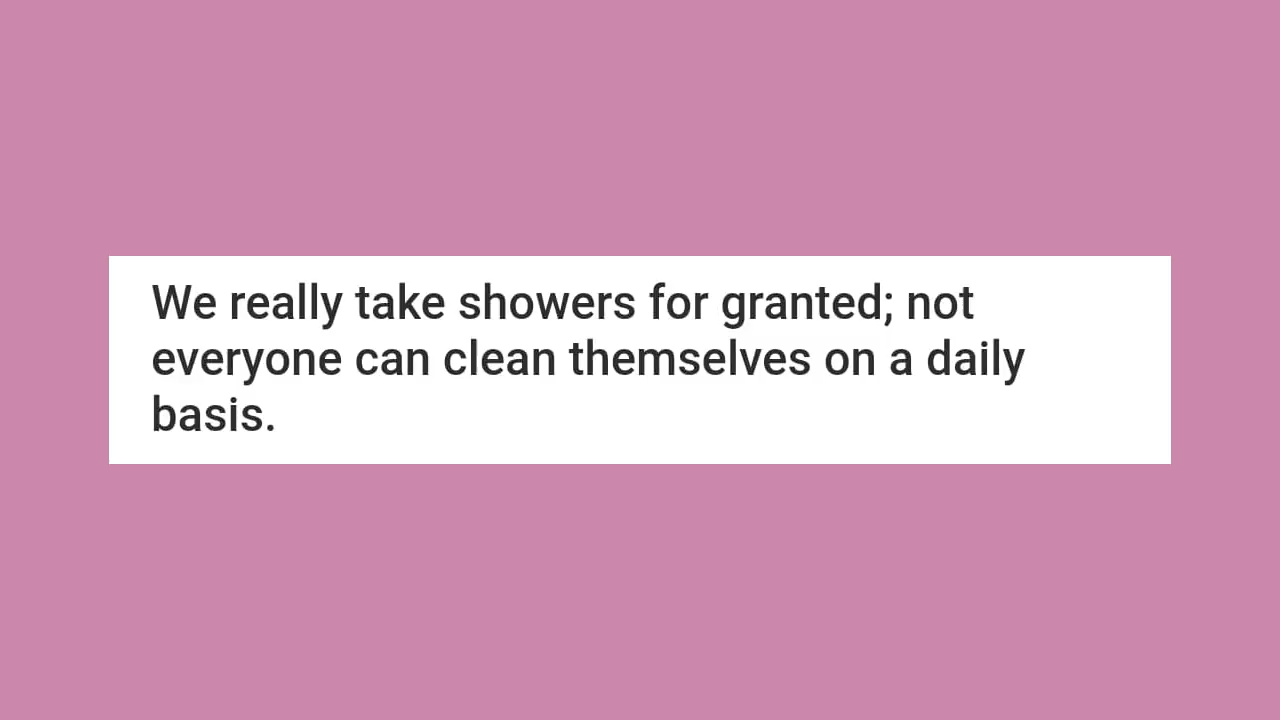 We really take showers for granted; not
everyone can clean themselves on a daily
basis.